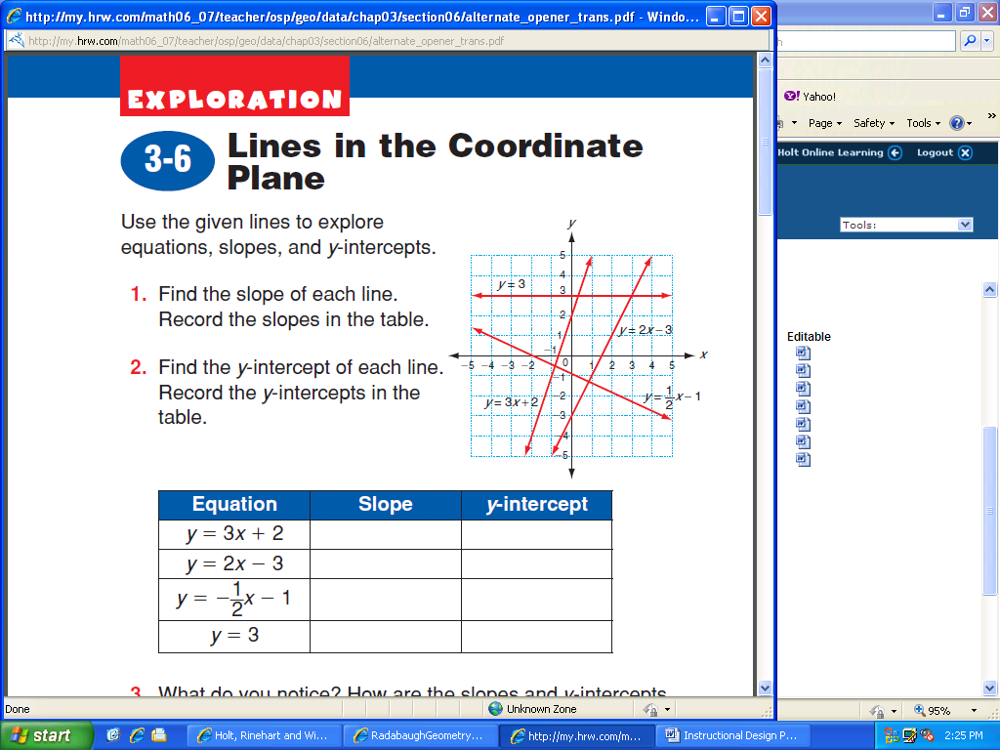 http://my.hrw.com/math06_07/teacher/osp/geo/data/chap03/section06/alternate_opener_trans.pdf - Windo...
http://my.hrw.com/math06_07/teacher/osp/geo/data/chap03/section06/alternate_opener_trans.pdf
Yahoo!
Page Safety Tools
Holt Online Learning Logout
Tools:
Editable
EXPLORATION
3-6 Lines in the Coordinate
Plane
Use the given lines to explore
equations, slopes, and y-intercepts.
1. Find the slope of each line.
Record the slopes in the table.
2. Find the y-intercept of each line.
Record the y-intercepts in the
table.
y
5
4
y = 3
3
2
y = 2x − 3
1
−1
x
−5 −4 −3 −2 0 1 2 3 4 5
−1
y = 3x + 2
2
y = 1/2x − 1
3
4
−5
Equation Slope y-intercept
y = 3x + 2
y = 2x − 3
y = −1/2x − 1
y = 3
3. What do you notice? How are the slopes and y-intercepts
Done Unknown Zone
95%
start Holt, Rinehart and Wi... RadabaughGeometry... http://my.hrw.com/m... Instructional Design P... 2:25 PM